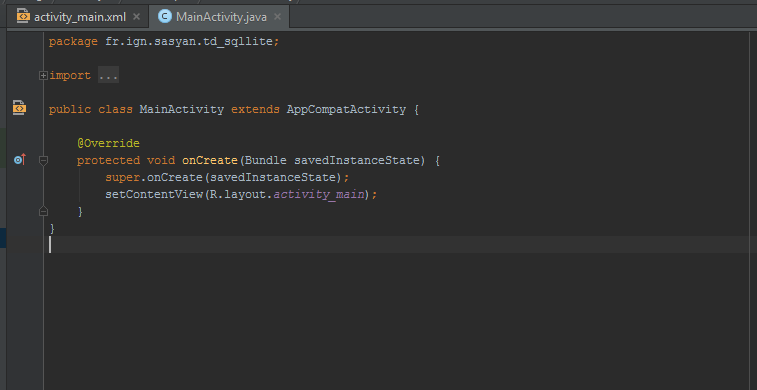 activity_main.xml MainActivity.java
package fr.ign.sasyan.td_sqllite;
import ...
public class MainActivity extends AppCompatActivity {
@Override
protected void onCreate(Bundle savedInstanceState) {
super.onCreate(savedInstanceState);
setContentView(R.layout.activity_main);
}
}